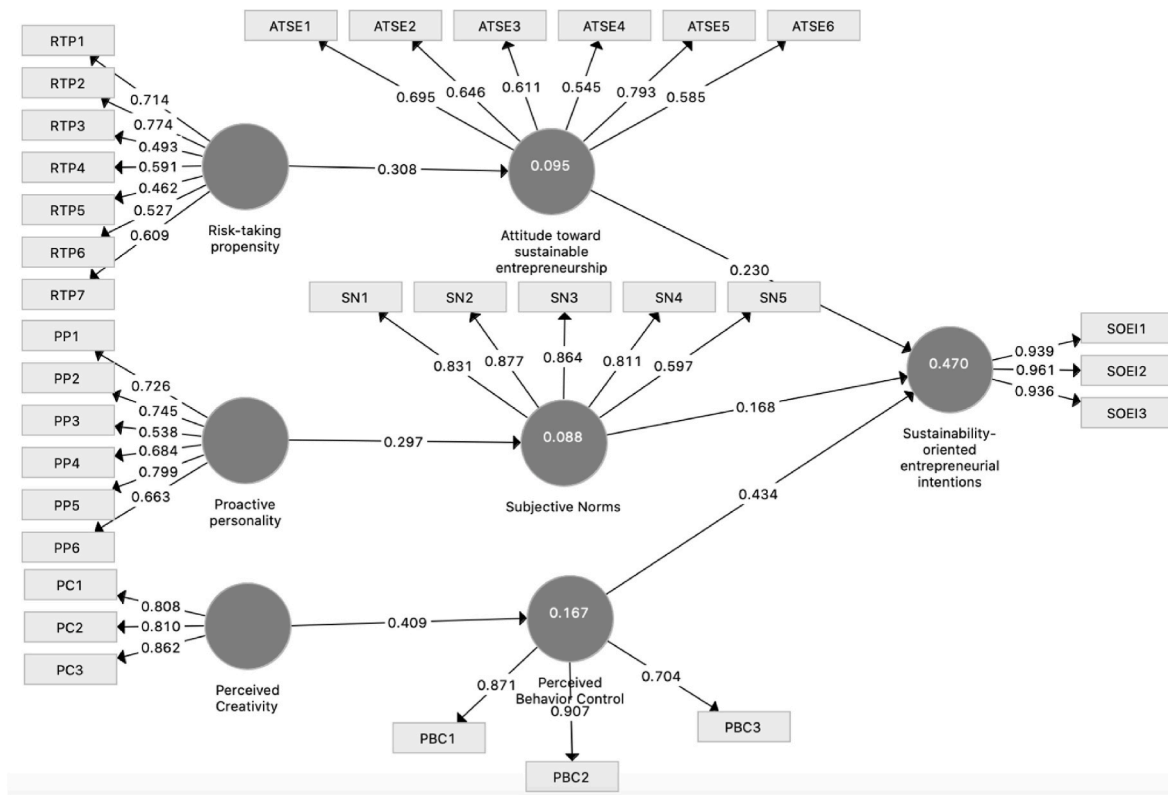 ATSE1 ATSE2 ATSE3 ATSE4 ATSE5 ATSE6
RTP1
RTP2
RTP3
RTP4
RTP5
RTP6
RTP7
0.714
0.774
0.493
0.591
0.462
0.527
0.609
Risk-taking
propensity
0.308
0.695 0.646 0.611 0.545 0.793 0.585
0.095
Attitude toward
sustainable
entrepreneurship
0.230
SN1 SN2 SN3 SN4 SN5
0.831 0.877 0.864 0.811 0.597
PP1
PP2
PP3
PP4
PP5
PP6
0.726
0.745
0.538
0.684
0.799
0.663
Proactive
personality
0.297
0.088
Subjective Norms
0.168
0.470
Sustainability-
oriented
entrepreneurial
intentions
0.939
0.961
0.936
SOEI1
SOEI2
SOEI3
0.434
PC1
PC2
PC3
0.808
0.810
0.862
Perceived
Creativity
0.409
0.167
Perceived
Behavior Control
0.871 0.907 0.704
PBC1 PBC2 PBC3